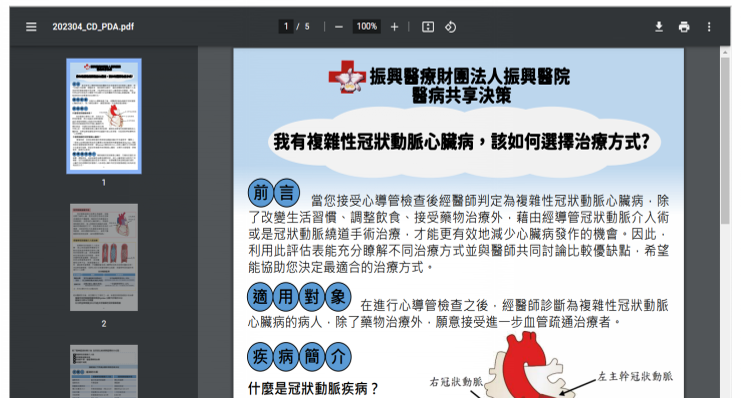 202304_CD_PDA.pdf
1 / 5
100%
振興醫療財團法人振興醫院
醫病共享決策
我有複雜性冠狀動脈心臟病，該如何選擇治療方式?
前言 當您接受心導管檢查後經醫師判定為複雜性冠狀動脈心臟病，除
了改變生活習慣、調整飲食、接受藥物治療外，藉由經導管冠狀動脈介入術
或是冠狀動脈繞道手術治療，才能更有效地減少心臟病發作的機會。因此，
利用此評估表能充分瞭解不同治療方式並與醫師共同討論比較優缺點，希望
能協助您決定最適合的治療方式。
適用對象 在進行心導管檢查之後，經醫師診斷為複雜性冠狀動脈
心臟病的病人，除了藥物治療外，願意接受進一步血管疏通治療者。
疾病簡介
什麼是冠狀動脈疾病？
右冠狀動脈
左主幹冠狀動脈
1
2